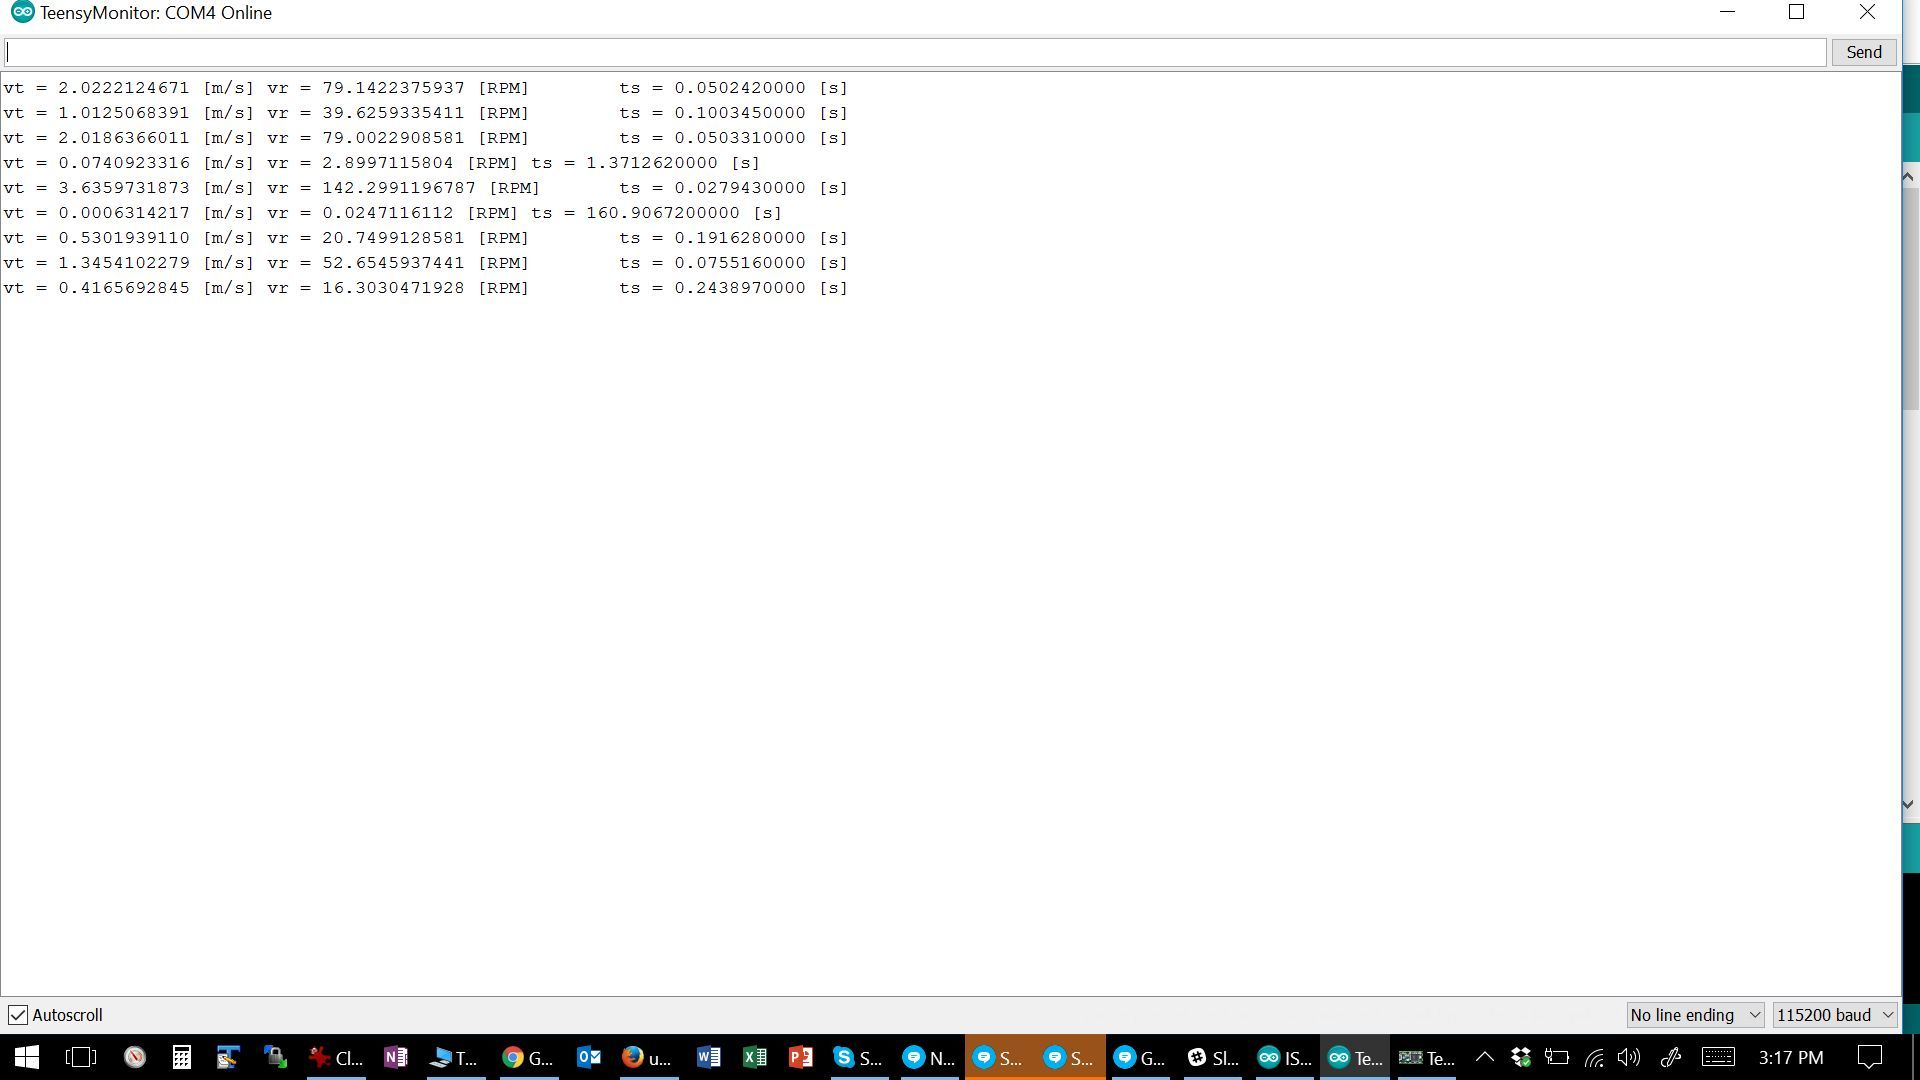 TeensyMonitor: COM4 Online
Send
vt = 2.0222124671 [m/s] vr = 79.1422375937 [RPM] ts = 0.0502420000 [s]
vt = 1.0125068391 [m/s] vr = 39.6259335411 [RPM] ts = 0.1003450000 [s]
vt = 2.0186366011 [m/s] vr = 79.0022908581 [RPM] ts = 0.0503310000 [s]
vt = 0.0740923316 [m/s] vr = 2.8997115804 [RPM] ts = 1.3712620000 [s]
vt = 3.6359731873 [m/s] vr = 142.2991196787 [RPM] ts = 0.0279430000 [s]
vt = 0.0006314217 [m/s] vr = 0.0247116112 [RPM] ts = 160.9067200000 [s]
vt = 0.5301939110 [m/s] vr = 20.7499128581 [RPM] ts = 0.1916280000 [s]
vt = 1.3454102279 [m/s] vr = 52.6545937441 [RPM] ts = 0.0755160000 [s]
vt = 0.4165692845 [m/s] vr = 16.3030471928 [RPM] ts = 0.2438970000 [s]
Autoscroll No line ending 115200 baud
Cl... T... G... u... S... N... S... S... G... Sl... IS... Te... Te... 3:17 PM